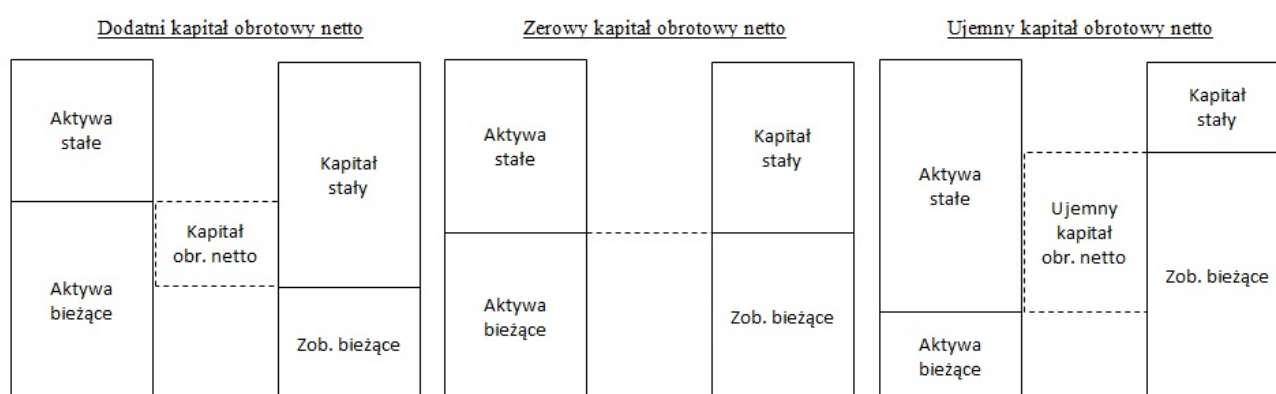 Dodatni kapitał obrotowy netto
Aktywa
stałe
Aktywa
bieżące
Kapitał
obr. netto
Kapitał
stały
Zob. bieżące
Zerowy kapitał obrotowy netto
Aktywa
stałe
Aktywa
bieżące
Kapitał
stały
Zob. bieżące
Ujemny kapitał obrotowy netto
Aktywa
stałe
Aktywa
bieżące
Ujemny
kapitał
obr. netto
Kapitał
stały
Zob. bieżące